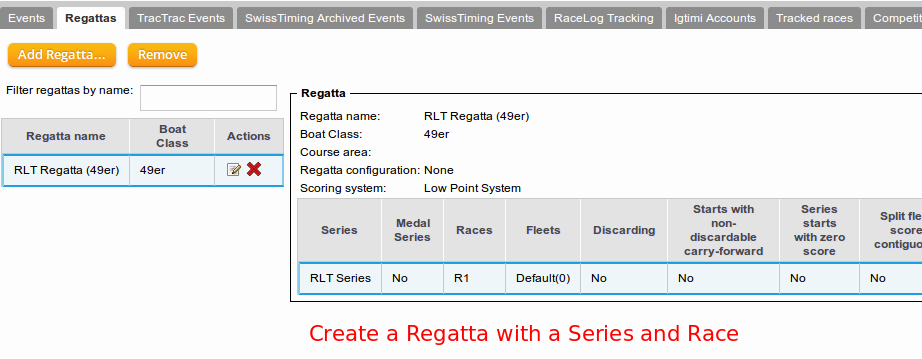 Events Regattas TracTrac Events SwissTiming Archived Events SwissTiming Events RaceLog Tracking Igtimi Accounts Tracked races Competit
Add Regatta... Remove
Filter regattas by name:
Regatta name Boat Class Actions
RLT Regatta (49er) 49er
Regatta
Regatta name: RLT Regatta (49er)
Boat Class: 49er
Course area:
Regatta configuration: None
Scoring system: Low Point System
Series Medal Series Races Fleets Discarding Starts with non-discardable carry-forward Series starts with zero score Split fle score contiguo
RLT Series No R1 Default(0) No No No No
Create a Regatta with a Series and Race